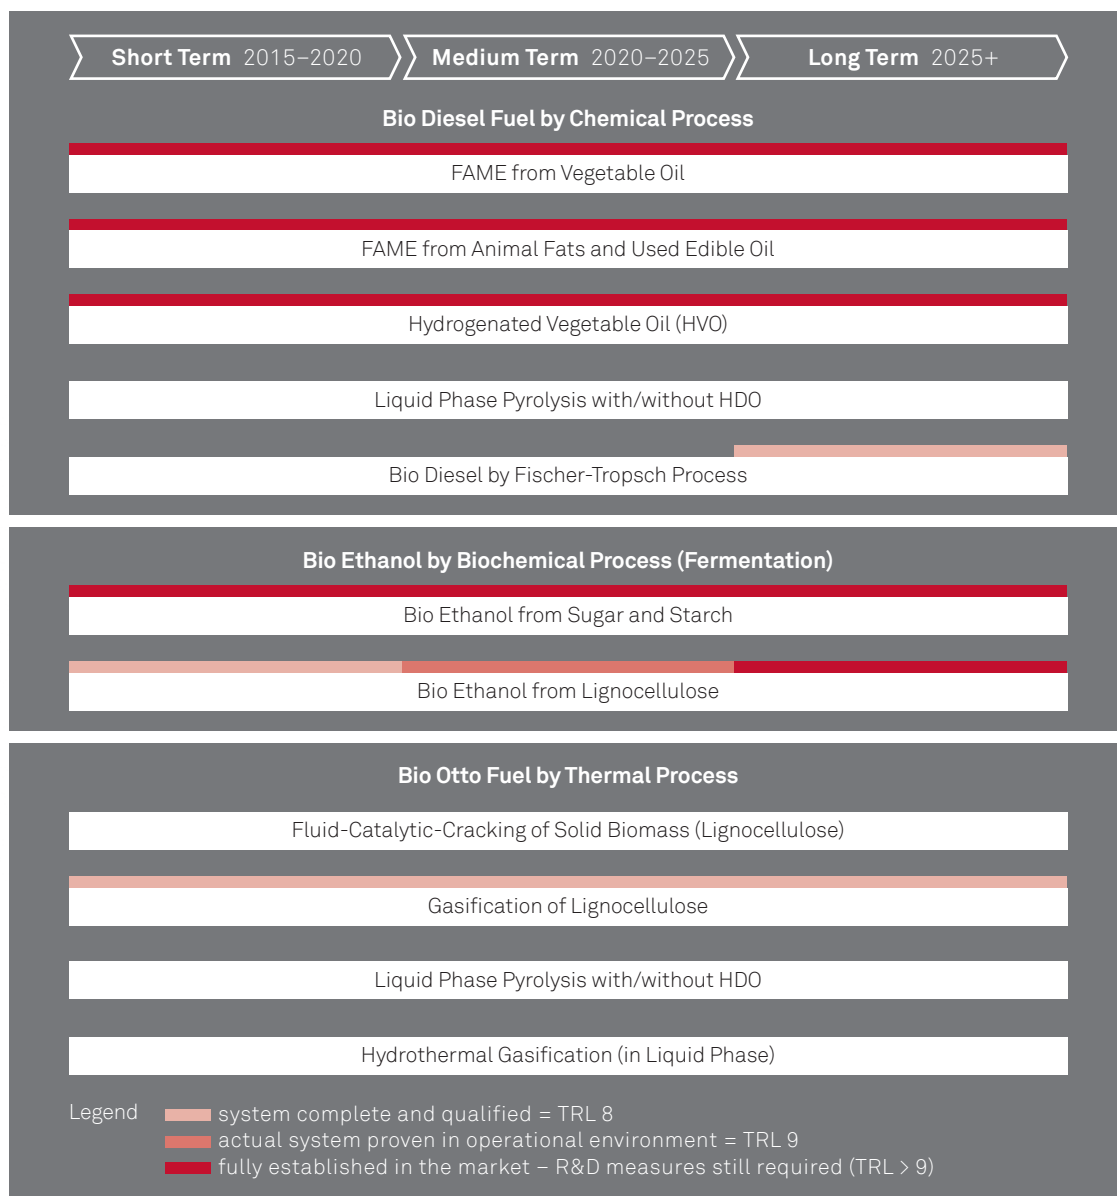 Short Term 2015–2020 Medium Term 2020–2025 Long Term 2025+
Bio Diesel Fuel by Chemical Process
FAME from Vegetable Oil
FAME from Animal Fats and Used Edible Oil
Hydrogenated Vegetable Oil (HVO)
Liquid Phase Pyrolysis with/without HDO
Bio Diesel by Fischer-Tropsch Process
Bio Ethanol by Biochemical Process (Fermentation)
Bio Ethanol from Sugar and Starch
Bio Ethanol from Lignocellulose
Bio Otto Fuel by Thermal Process
Fluid-Catalytic-Cracking of Solid Biomass (Lignocellulose)
Gasification of Lignocellulose
Liquid Phase Pyrolysis with/without HDO
Hydrothermal Gasification (in Liquid Phase)
Legend system complete and qualified = TRL 8
actual system proven in operational environment = TRL 9
fully established in the market – R&D measures still required (TRL > 9)